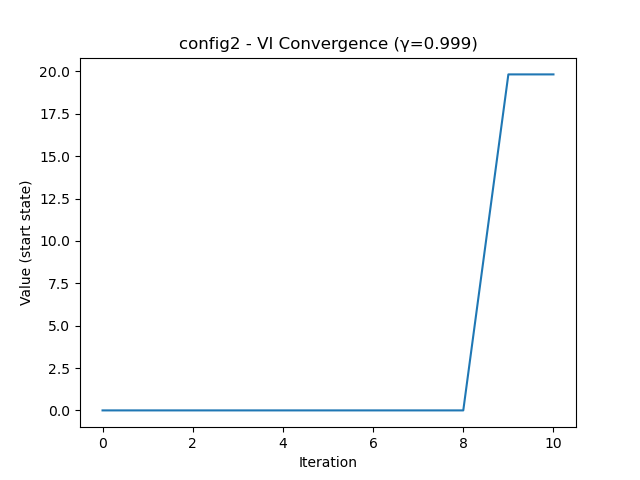 config2 - VI Convergence (γ=0.999)
20.0
17.5
15.0
12.5
10.0
7.5
5.0
2.5
0.0
Value (start state)
0 2 4 6 8 10
Iteration